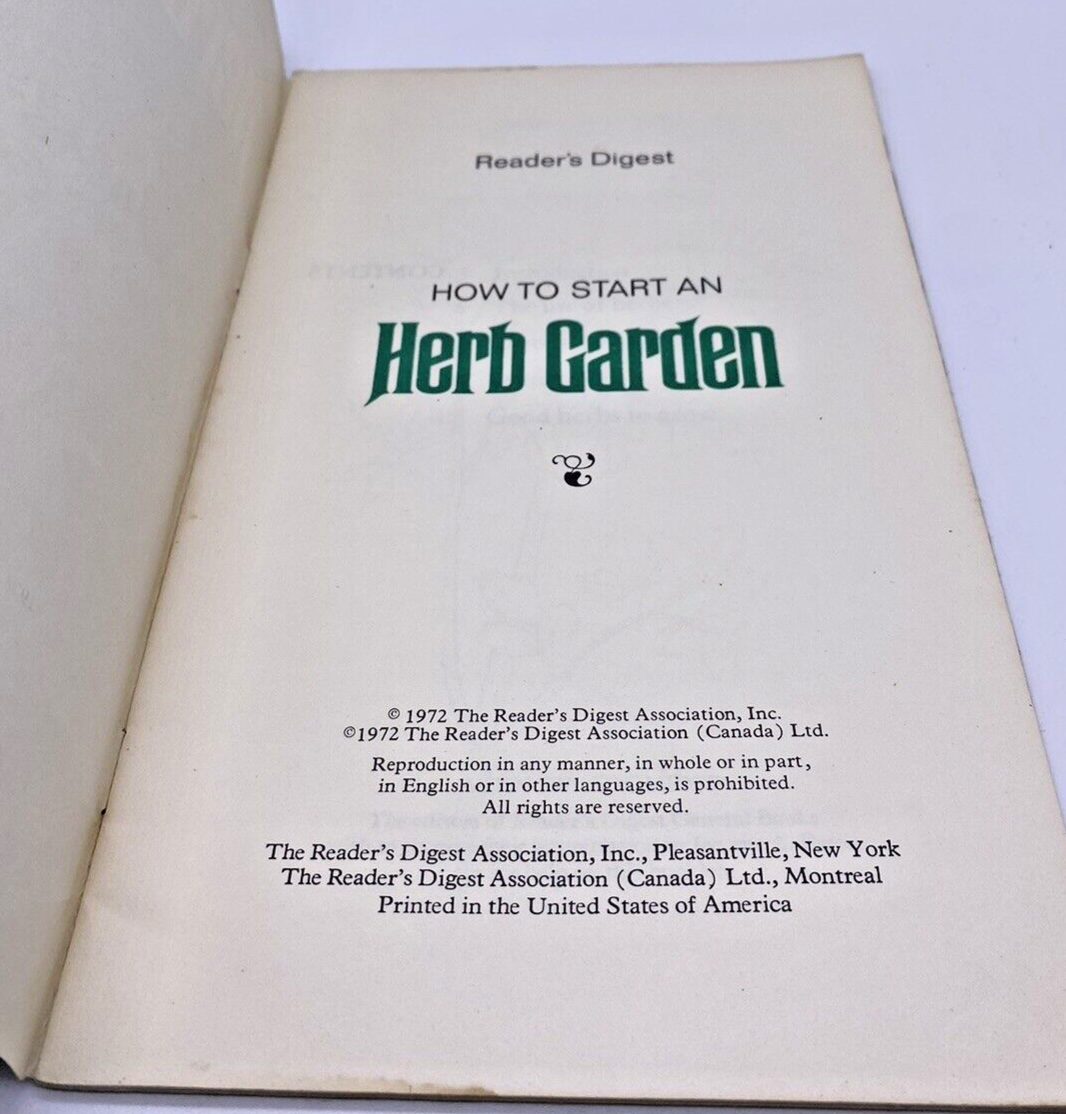 Reader's Digest
HOW TO START AN
Herb Garden
© 1972 The Reader's Digest Association, Inc.
©1972 The Reader's Digest Association (Canada) Ltd.
Reproduction in any manner, in whole or in part,
in English or in other languages, is prohibited.
All rights are reserved.
The Reader's Digest Association, Inc., Pleasantville, New York
The Reader's Digest Association (Canada) Ltd., Montreal
Printed in the United States of America